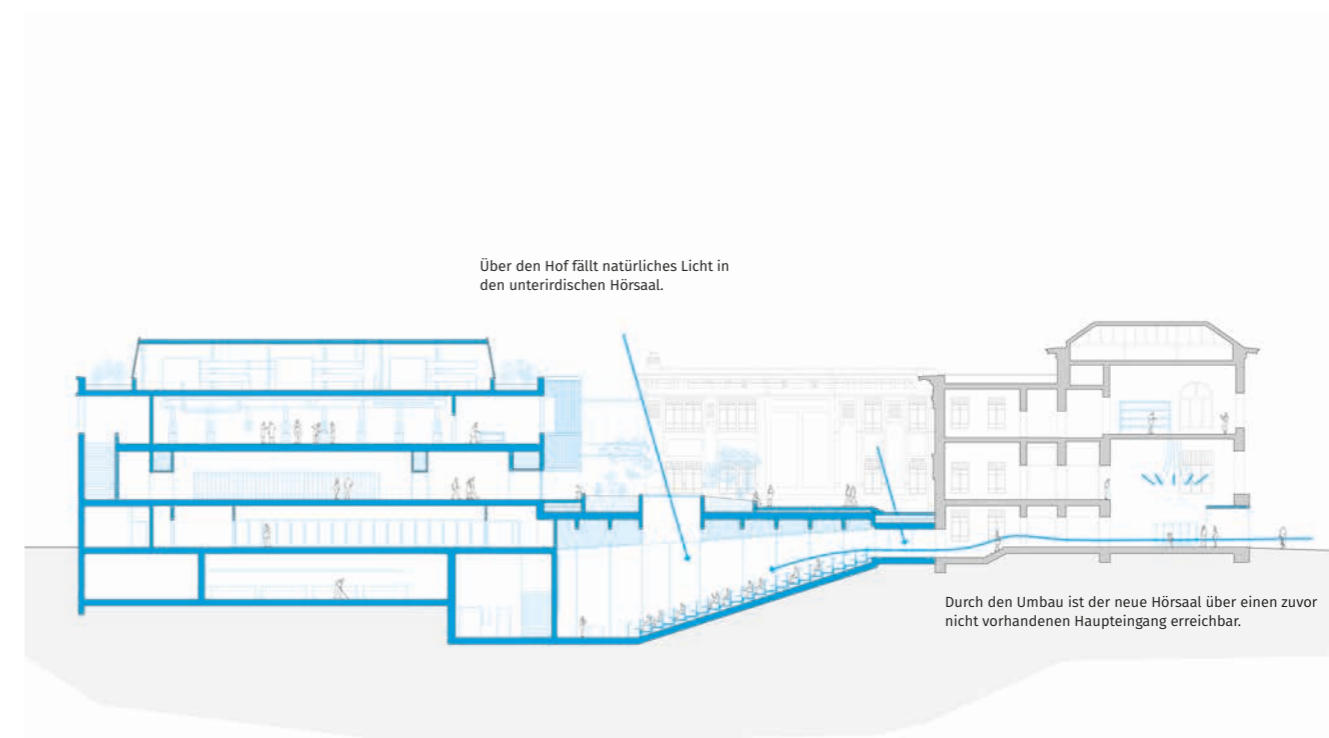 Über den Hof fällt natürliches Licht in
den unterirdischen Hörsaal.
Durch den Umbau ist der neue Hörsaal über einen zuvor
nicht vorhandenen Haupteingang erreichbar.